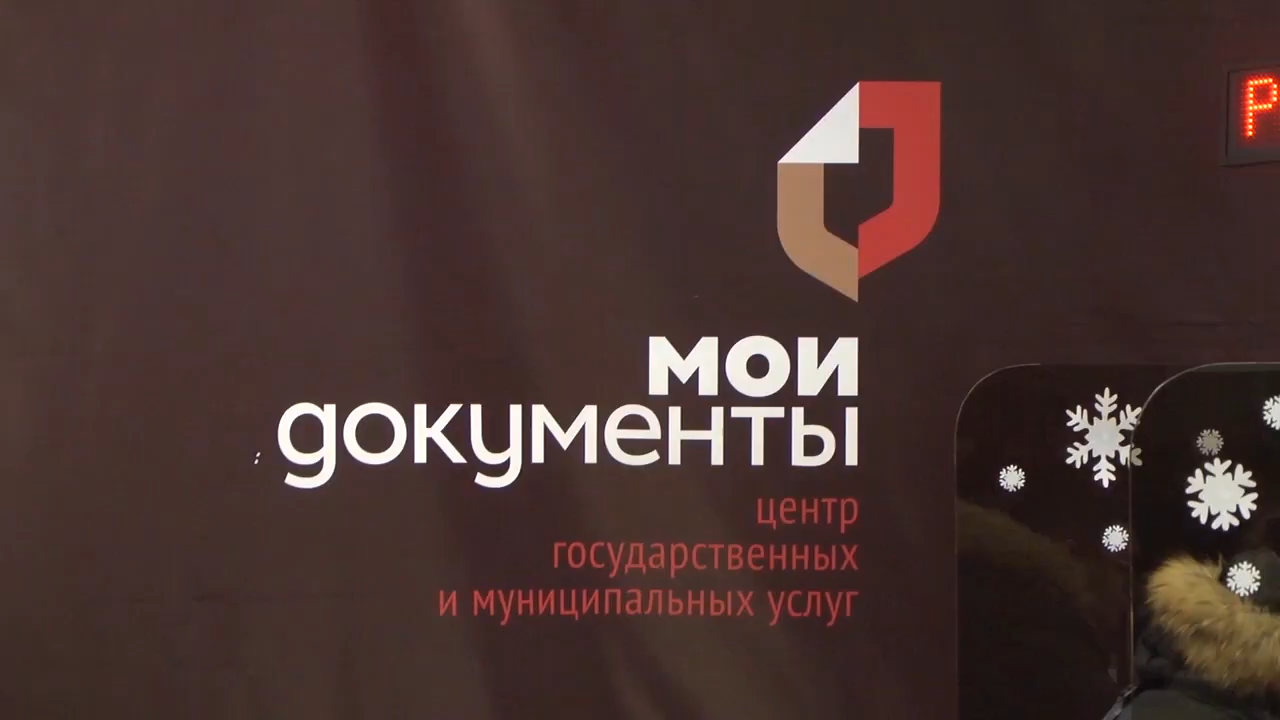 мои
документы
центр
государственных
и муниципальных услуг
P